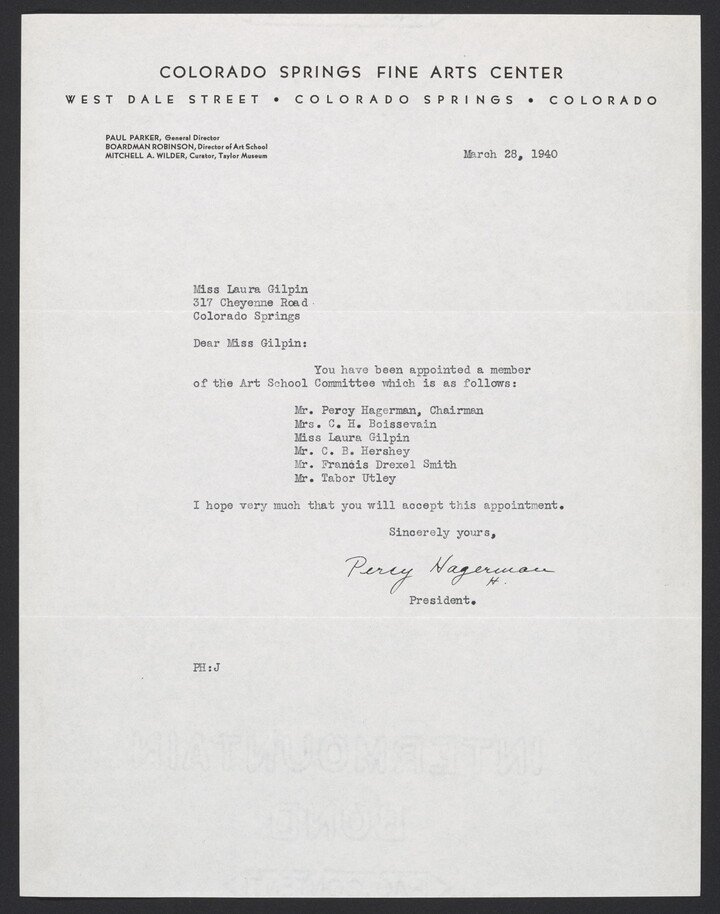 COLORADO SPRINGS FINE ARTS CENTER
WEST DALE STREET • COLORADO SPRINGS • COLORADO
PAUL PARKER, General Director
BOARDMAN ROBINSON, Director of Art School
MITCHELL A. WILDER, Curator, Taylor Museum
March 28, 1940
Miss Laura Gilpin
317 Cheyenne Road
Colorado Springs
Dear Miss Gilpin:
You have been appointed a member
of the Art School Committee which is as follows:
Mr. Percy Hagerman, Chairman
Mrs. C. H. Boissevain
Miss Laura Gilpin
Mr. C. B. Hershey
Mr. Francis Drexel Smith
Mr. Tabor Utley
I hope very much that you will accept this appointment.
Sincerely yours,
Percy Hagerman
H.
President.
PH:J
INTERMOUNTAIN
BOND